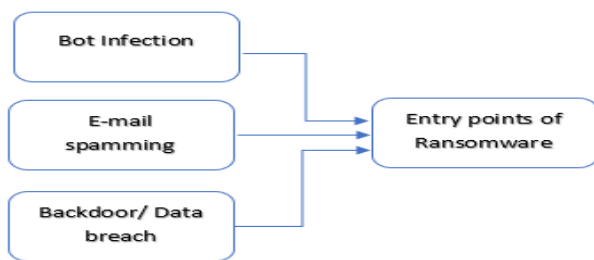 Bot Infection
E-mail
spamming
Backdoor/ Data
breach
Entry points of
Ransomware